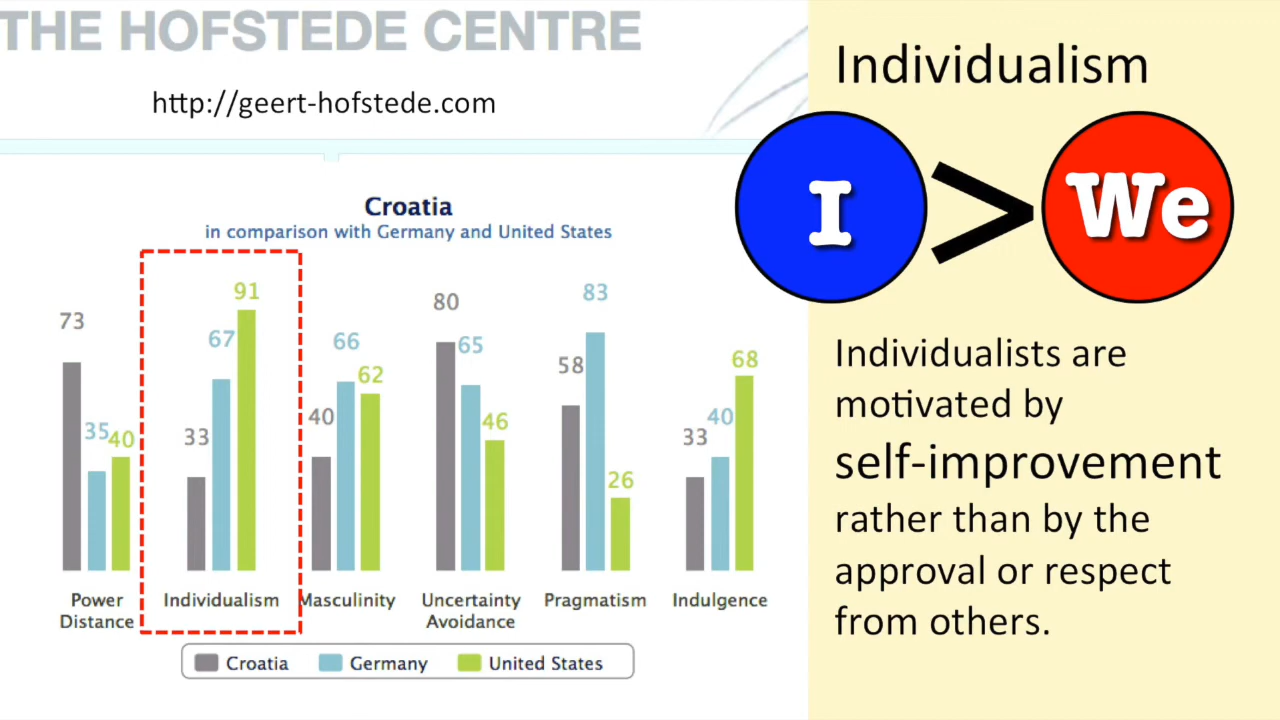 THE HOFSTEDE CENTRE
http://geert-hofstede.com
Croatia
in comparison with Germany and United States
73
35
40
33
67
91
40
66
62
80
65
46
58
83
26
33
40
68
Power Distance
Individualism
Masculinity
Uncertainty Avoidance
Pragmatism
Indulgence
Croatia
Germany
United States
Individualism
I
>
We
Individualists are
motivated by
self-improvement
rather than by the
approval or respect
from others.